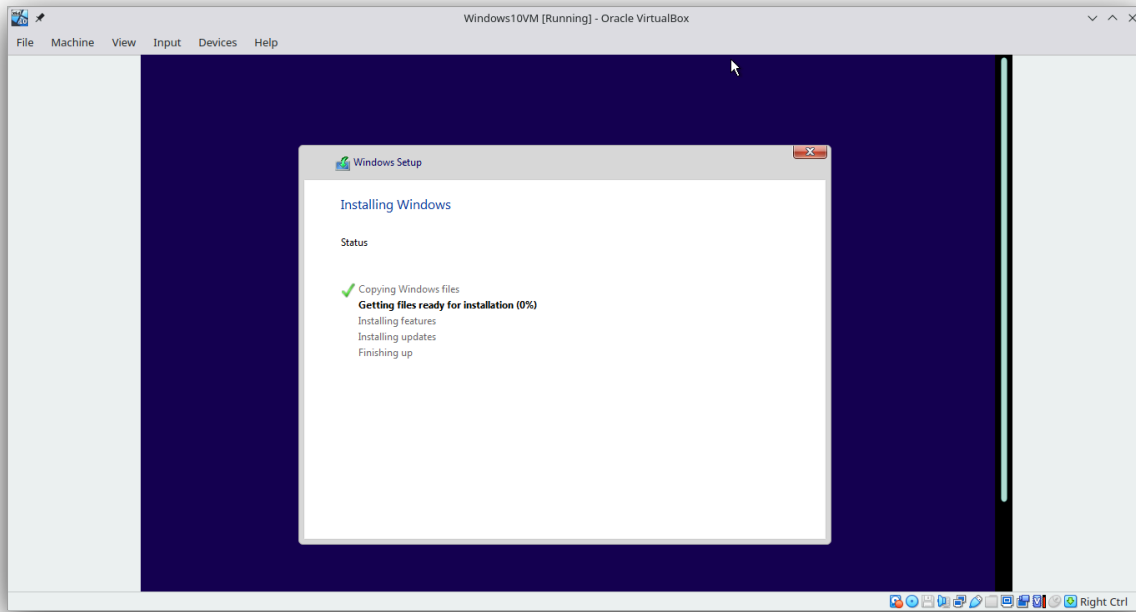 Windows10VM [Running] - Oracle VirtualBox
File Machine View Input Devices Help
Windows Setup
Installing Windows
Status
Copying Windows files
Getting files ready for installation (0%)
Installing features
Installing updates
Finishing up
Right Ctrl